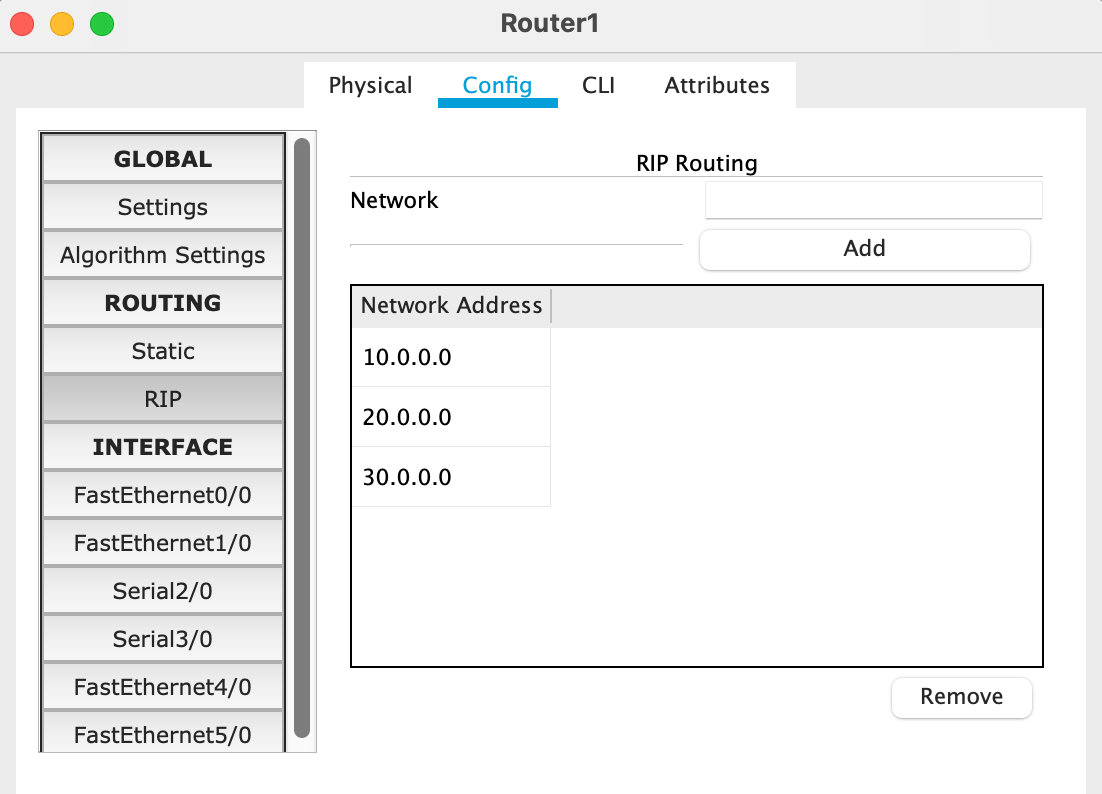 Router1
Physical Config CLI Attributes
GLOBAL
Settings
Algorithm Settings
ROUTING
Static
RIP
INTERFACE
FastEthernet0/0
FastEthernet1/0
Serial2/0
Serial3/0
FastEthernet4/0
FastEthernet5/0
RIP Routing
Network
Add
Network Address
10.0.0.0
20.0.0.0
30.0.0.0
Remove